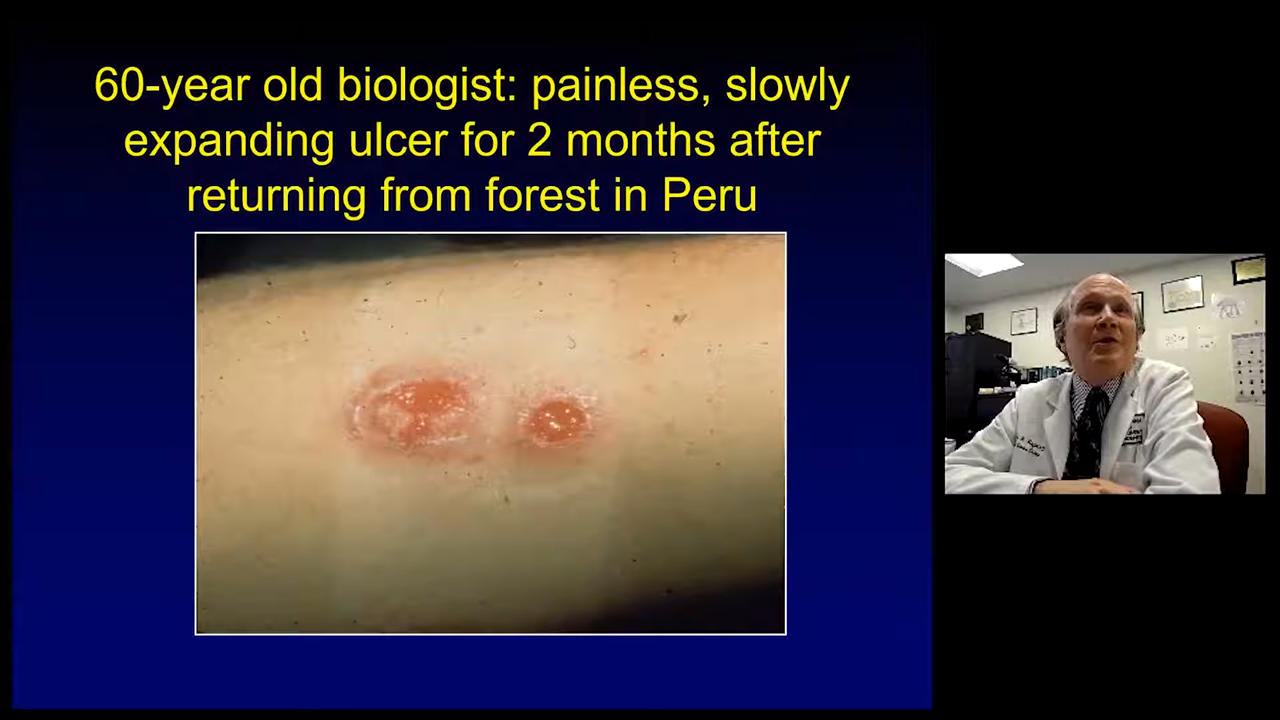 60-year old biologist: painless, slowly
expanding ulcer for 2 months after
returning from forest in Peru